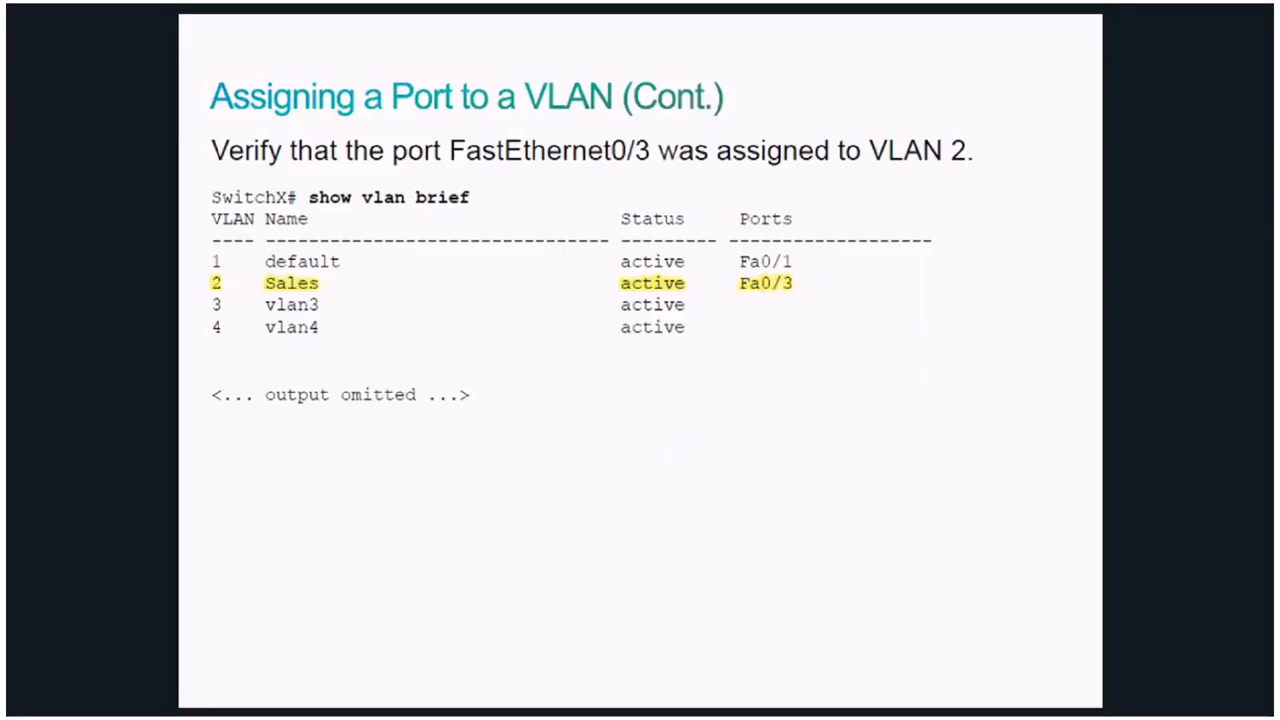 Assigning a Port to a VLAN (Cont.)
Verify that the port FastEthernet0/3 was assigned to VLAN 2.
SwitchX# show vlan brief
VLAN Name                             Status    Ports
---- -------------------------------- --------- -------------------
1    default                          active    Fa0/1
2    Sales                            active    Fa0/3
3    vlan3                            active
4    vlan4                            active
<... output omitted ...>